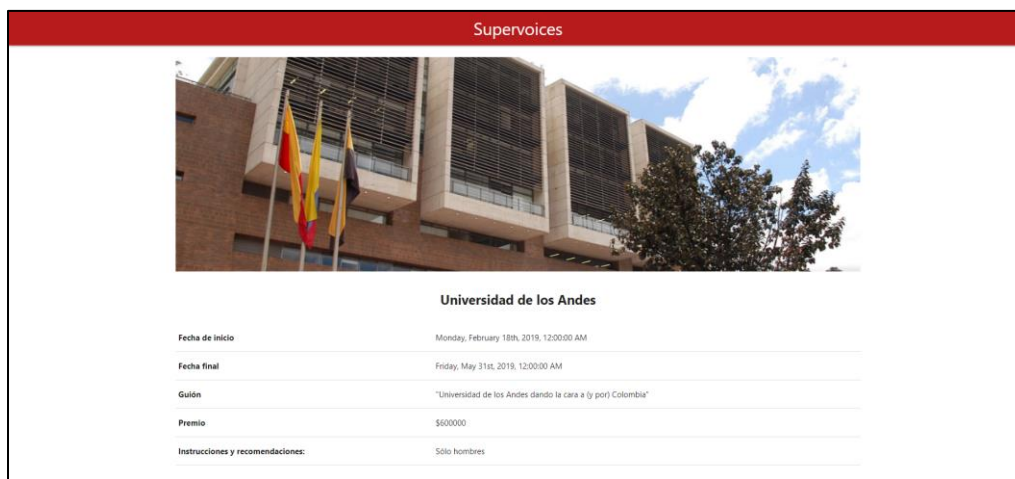 Supervoices
Universidad de los Andes
Fecha de inicio Monday, February 18th, 2019, 12:00:00 AM
Fecha final Friday, May 31st, 2019, 12:00:00 AM
Guión "Universidad de los Andes dando la cara a (y por) Colombia"
Premio $600000
Instrucciones y recomendaciones: Sólo hombres